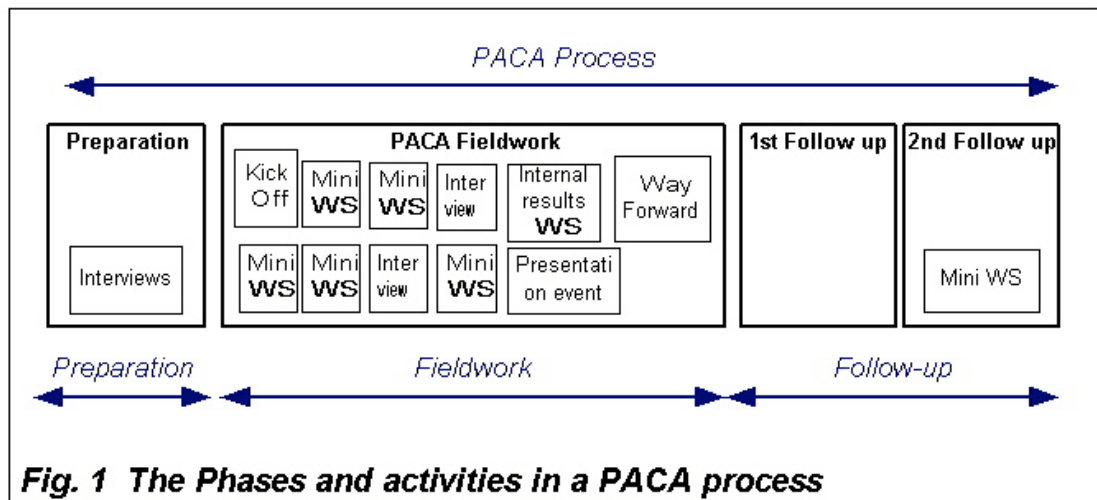 PACA Process
Preparation
PACA Fieldwork
1st Follow up
2nd Follow up
Kick
Off
Mini
WS
Mini
WS
Inter
view
Internal
results
WS
Way
Forward
Mini
WS
Mini
WS
Inter
view
Mini
WS
Presentati
on event
Interviews
Mini WS
Preparation
Fieldwork
Follow-up
Fig. 1 The Phases and activities in a PACA process